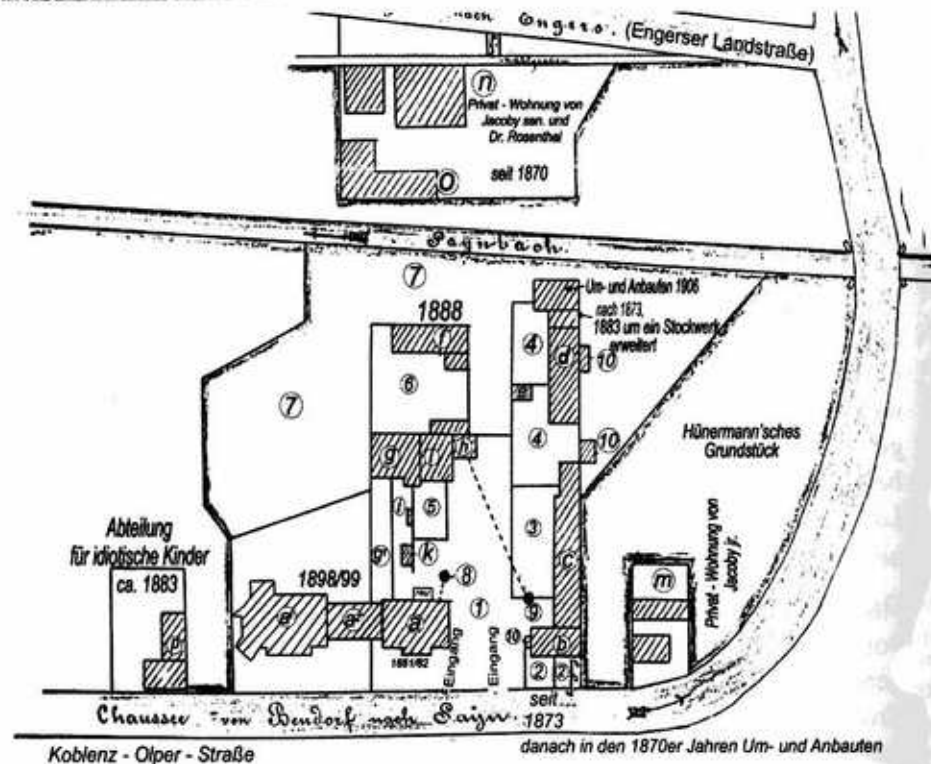 nach Engers. (Engerser Landstraße)
n
Privat - Wohnung von
Jacoby sen. und
Dr. Rosenthal
seit 1870
o
Saynbach.
7
Um- und Anbauten 1906
nach 1873,
1883 um ein Stockwerk
erweitert
1888
f
4
d
10
6
e
7
4
10
Hünermann'sches
Grundstück
g
h
i
5
3
Abteilung
für idiotische Kinder
ca. 1883
k
g'
c
Privat - Wohnung von
Jacoby jr.
m
1898/99
8
1
9
a
10
b
p
1881/82
Eingang
Eingang
2
2
seit ...
1873
Chaussee von Bendorf nach Sayn.
Koblenz - Olper - Straße
danach in den 1870er Jahren Um- und Anbauten